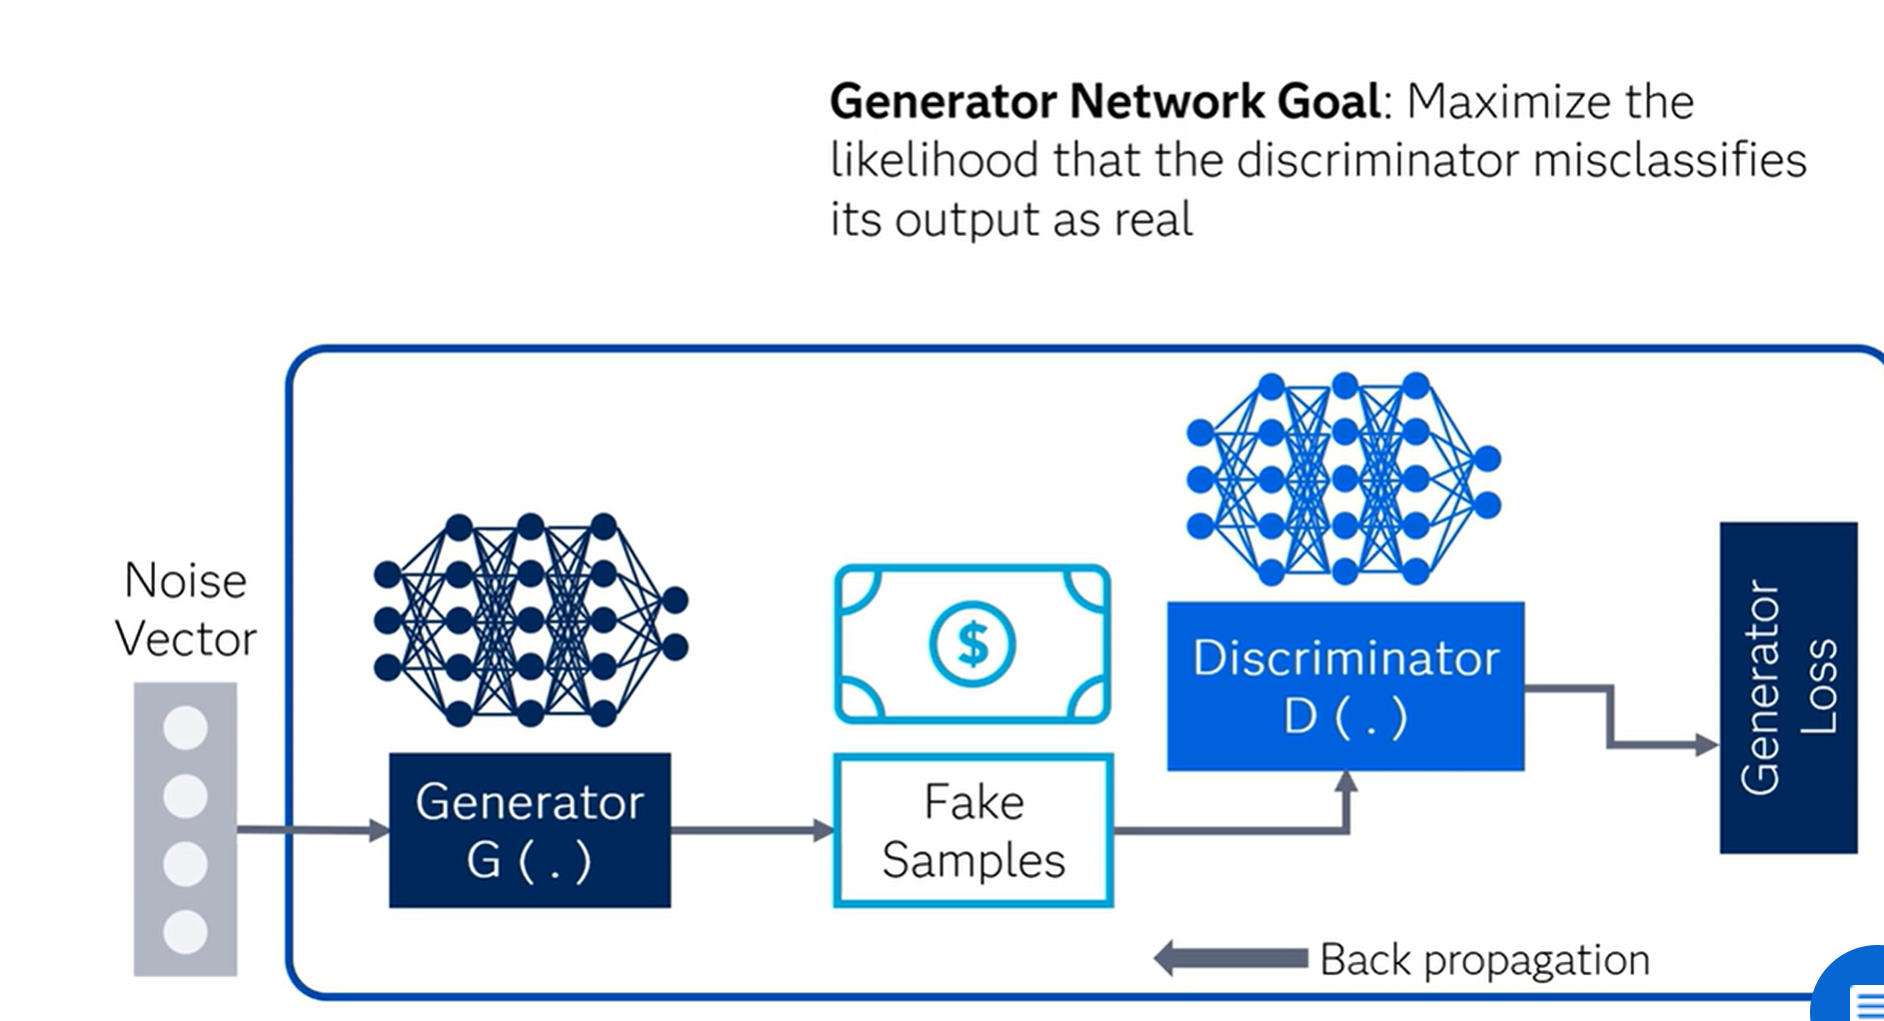 Generator Network Goal: Maximize the
likelihood that the discriminator misclassifies
its output as real
Noise
Vector
Generator
G(.)
$
Fake
Samples
Discriminator
D(.)
Generator
Loss
Back propagation